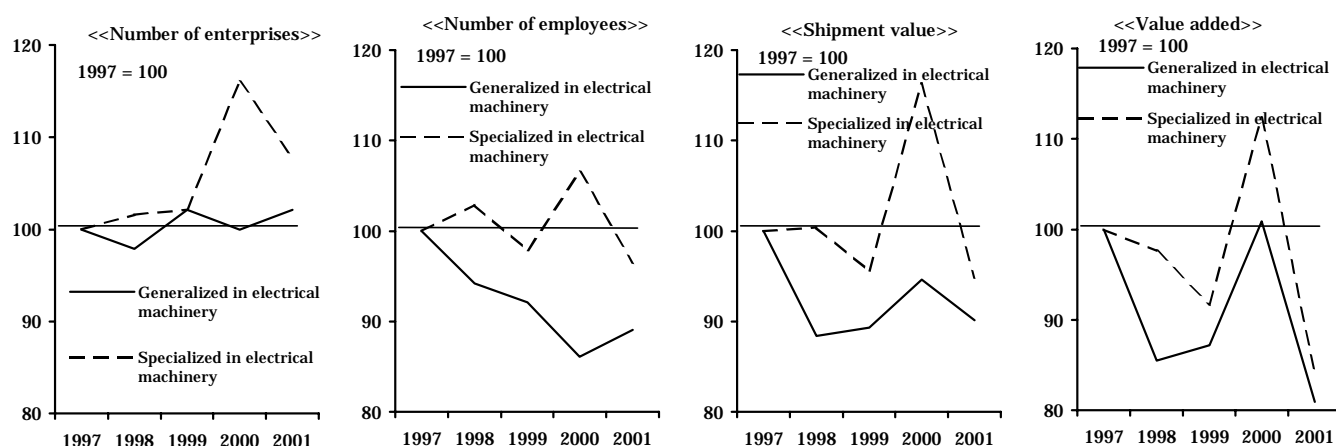 <<Number of enterprises>>
120
1997 = 100
110
100
90
80
Generalized in electrical
machinery
Specialized in electrical
machinery
1997 1998 1999 2000 2001
<<Number of employees>>
120
1997 = 100
Generalized in electrical
machinery
110
Specialized in electrical
machinery
100
90
80
1997 1998 1999 2000 2001
<<Shipment value>>
120
1997 = 100
Generalized in electrical
machinery
110
Specialized in electrical
machinery
100
90
80
1997 1998 1999 2000 2001
<<Value added>>
120
1997 = 100
Generalized in electrical
machinery
Specialized in electrical
machinery
110
100
90
80
1997 1998 1999 2000 2001